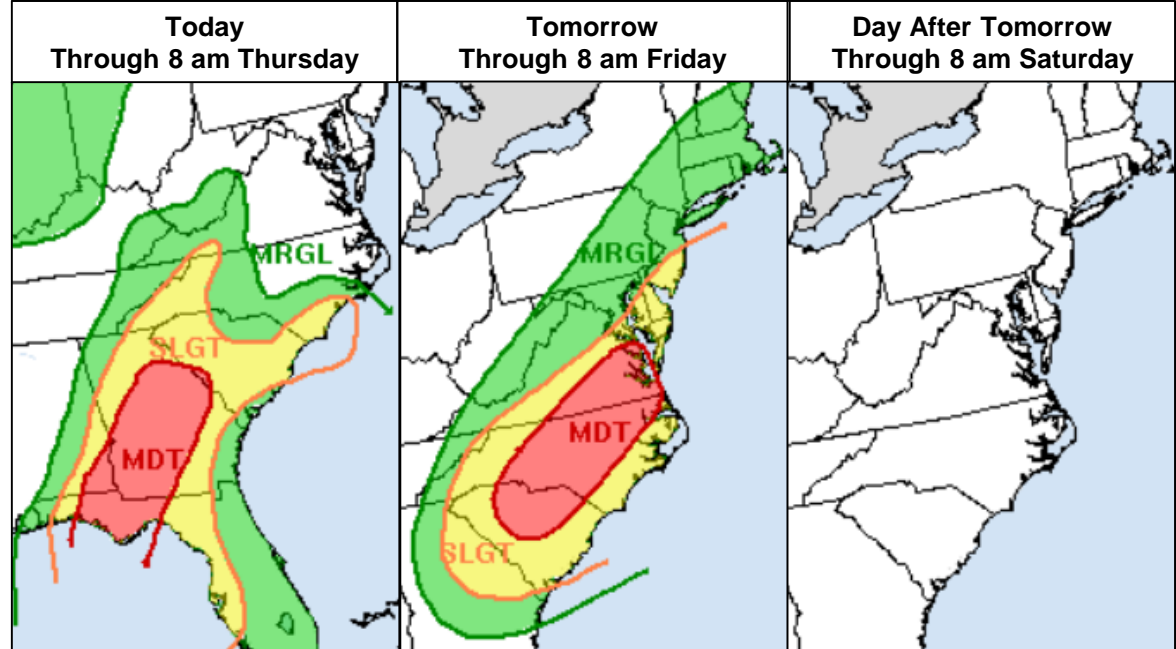 Today
Through 8 am Thursday
Tomorrow
Through 8 am Friday
Day After Tomorrow
Through 8 am Saturday
MRGL
SLGT
MDT
MRGL
MDT
SLGT